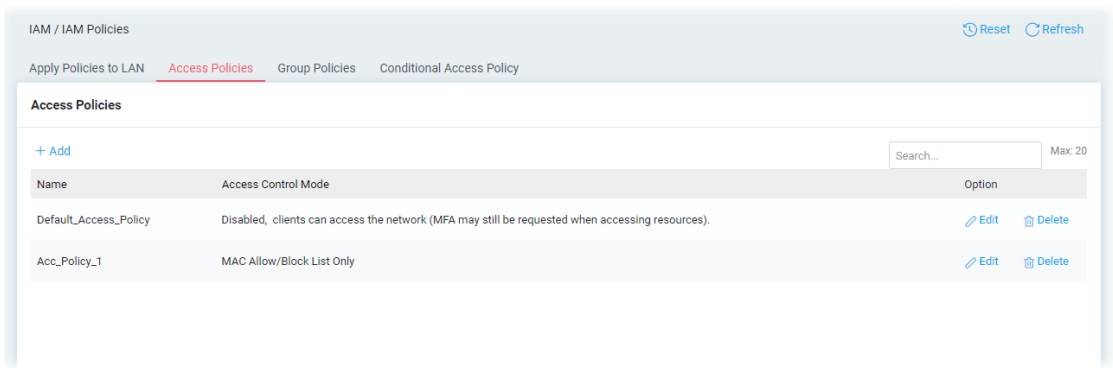 IAM / IAM Policies Reset Refresh
Apply Policies to LAN Access Policies Group Policies Conditional Access Policy
Access Policies
+ Add Search... Max: 20
Name Access Control Mode Option
Default_Access_Policy Disabled, clients can access the network (MFA may still be requested when accessing resources). Edit Delete
Acc_Policy_1 MAC Allow/Block List Only Edit Delete